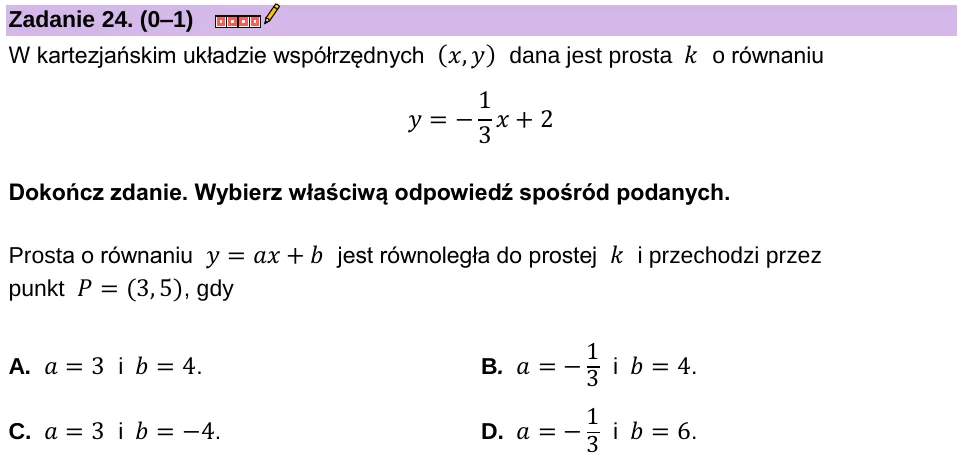 Zadanie 24. (0–1)
W kartezjańskim układzie współrzędnych (x, y) dana jest prosta k o równaniu
y = −1/3 x + 2
Dokończ zdanie. Wybierz właściwą odpowiedź spośród podanych.
Prosta o równaniu y = ax + b jest równoległa do prostej k i przechodzi przez
punkt P = (3, 5), gdy
A. a = 3 i b = 4. B. a = −1/3 i b = 4.
C. a = 3 i b = −4. D. a = −1/3 i b = 6.